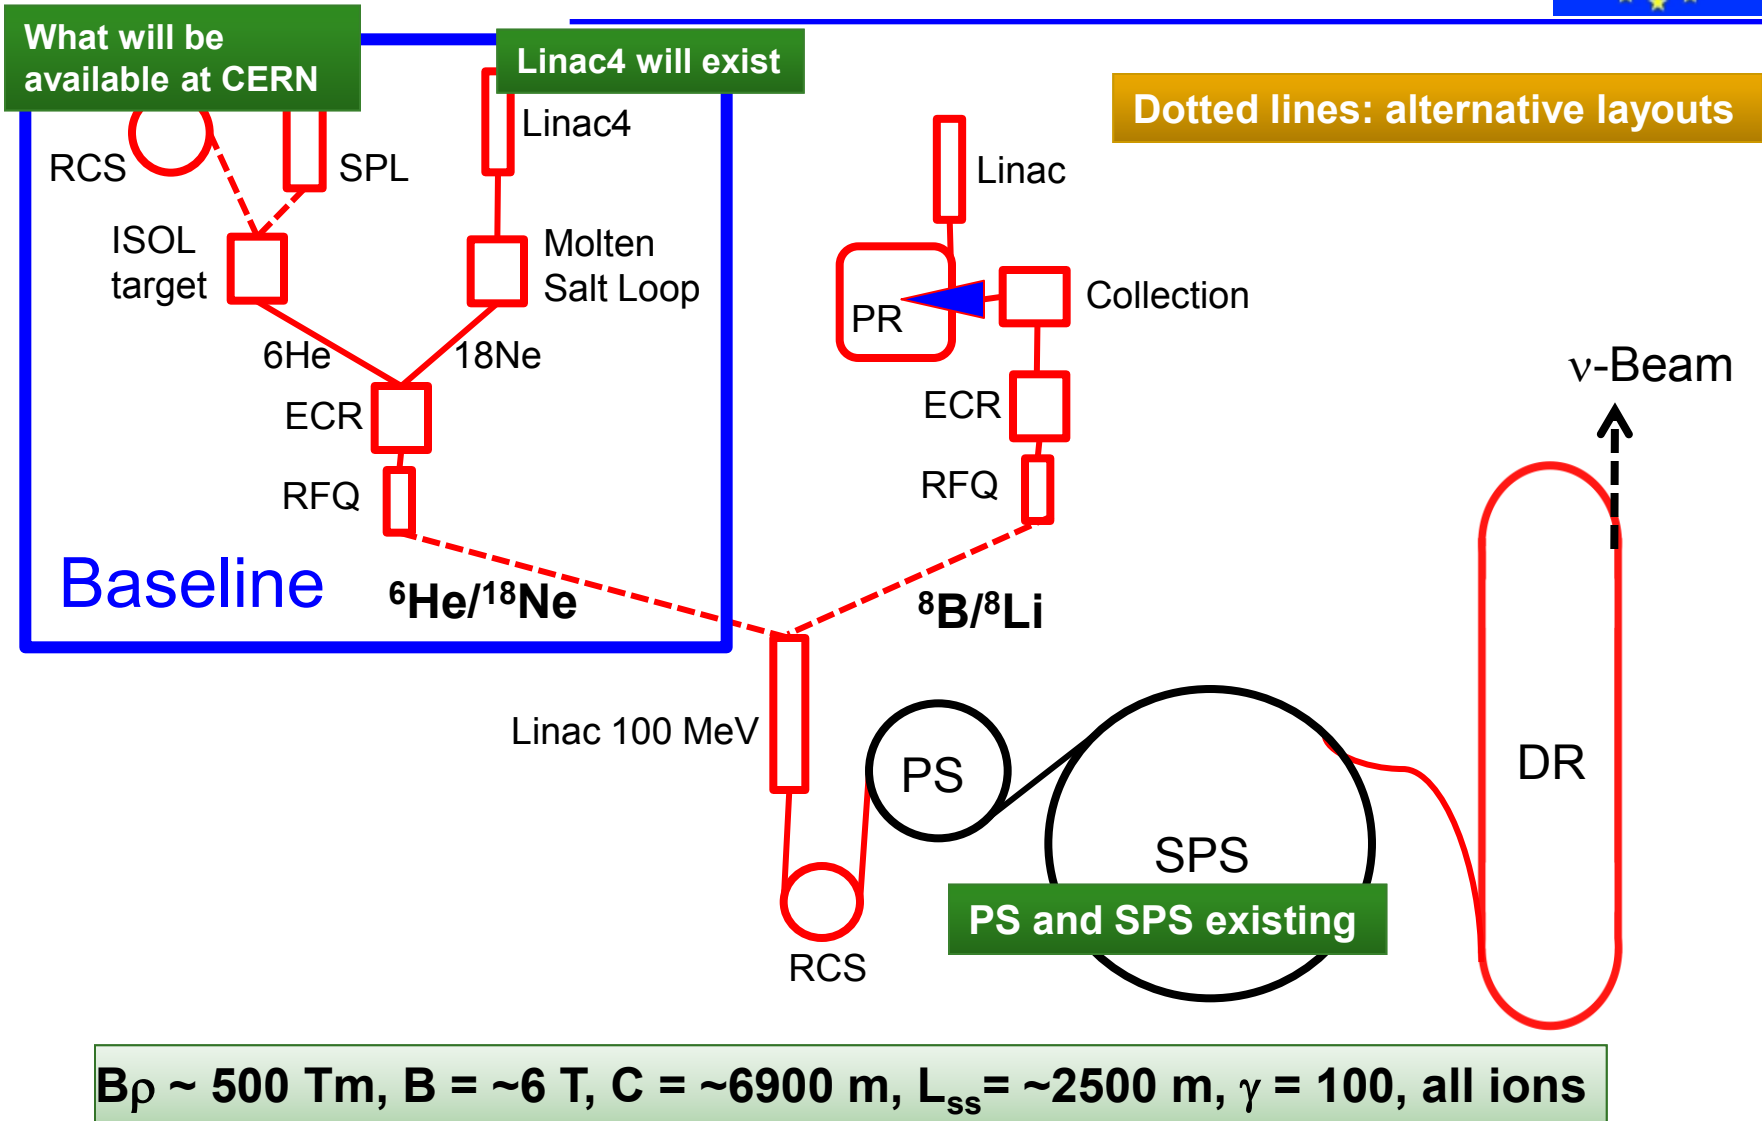 What will be
available at CERN
Linac4 will exist
Dotted lines: alternative layouts
Linac4
RCS
SPL
Linac
ISOL
target
Molten
Salt Loop
Collection
PR
6He
18Ne
ν-Beam
ECR
ECR
RFQ
RFQ
Baseline
⁶He/¹⁸Ne
⁸B/⁸Li
Linac 100 MeV
PS
DR
SPS
PS and SPS existing
RCS
Bρ ~ 500 Tm, B = ~6 T, C = ~6900 m, Lss= ~2500 m, γ = 100, all ions